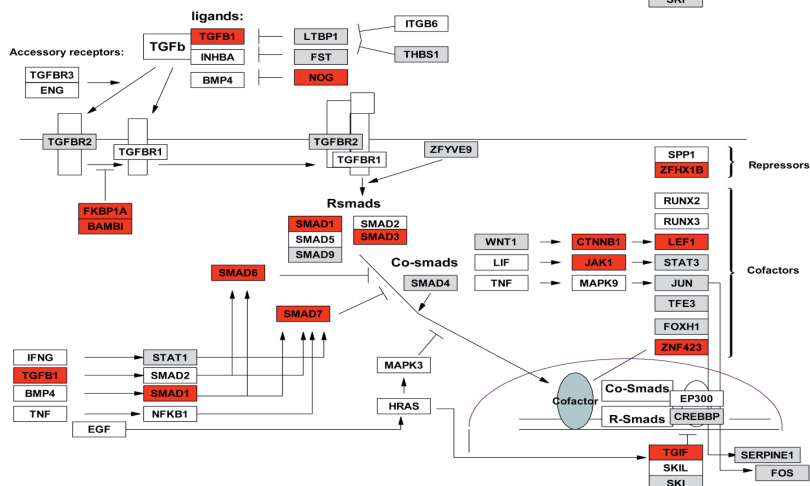 SKI
ligands:
TGFb
TGFB1
LTBP1
ITGB6
INHBA
FST
THBS1
BMP4
NOG
Accessory receptors:
TGFBR3
ENG
TGFBR2
TGFBR1
TGFBR2
TGFBR1
ZFYVE9
SPP1
ZFHX1B
Repressors
FKBP1A
BAMBI
Rsmads
SMAD1
SMAD5
SMAD9
SMAD2
SMAD3
RUNX2
RUNX3
WNT1
CTNNB1
LEF1
LIF
JAK1
STAT3
TNF
MAPK9
JUN
TFE3
FOXH1
ZNF423
Cofactors
Co-smads
SMAD4
SMAD6
SMAD7
IFNG
STAT1
TGFB1
SMAD2
BMP4
SMAD1
TNF
NFKB1
EGF
MAPK3
HRAS
Cofactor
Co-Smads
R-Smads
EP300
CREBBP
TGIF
SKIL
SKI
SERPINE1
FOS